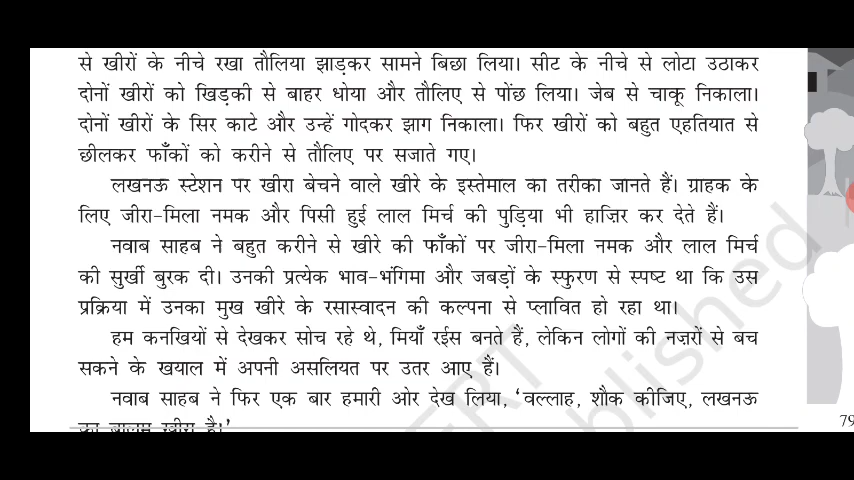 से खीरों के नीचे रखा तौलिया झाड़कर सामने बिछा लिया। सीट के नीचे से लोटा उठाकर
दोनों खीरों को खिड़की से बाहर धोया और तौलिए से पोंछ लिया। जेब से चाकू निकाला।
दोनों खीरों के सिर काटे और उन्हें गोदकर झाग निकाला। फिर खीरों को बहुत एहतियात से
छीलकर फाँकों को करीने से तौलिए पर सजाते गए।
लखनऊ स्टेशन पर खीरा बेचने वाले खीरे के इस्तेमाल का तरीका जानते हैं। ग्राहक के
लिए जीरा-मिला नमक और पिसी हुई लाल मिर्च की पुड़िया भी हाज़िर कर देते हैं।
नवाब साहब ने बहुत करीने से खीरे की फाँकों पर जीरा-मिला नमक और लाल मिर्च
की सुर्खी बुरक दी। उनकी प्रत्येक भाव-भंगिमा और जबड़ों के स्फुरण से स्पष्ट था कि उस
प्रक्रिया में उनका मुख खीरे के रसास्वादन की कल्पना से प्लावित हो रहा था।
हम कनखियों से देखकर सोच रहे थे, मियाँ रईस बनते हैं, लेकिन लोगों की नज़रों से बच
सकने के खयाल में अपनी असलियत पर उतर आए हैं।
नवाब साहब ने फिर एक बार हमारी ओर देख लिया, ‘वल्लाह, शौक कीजिए, लखनऊ
का बालम खीरा है।’
79
ERT
blished